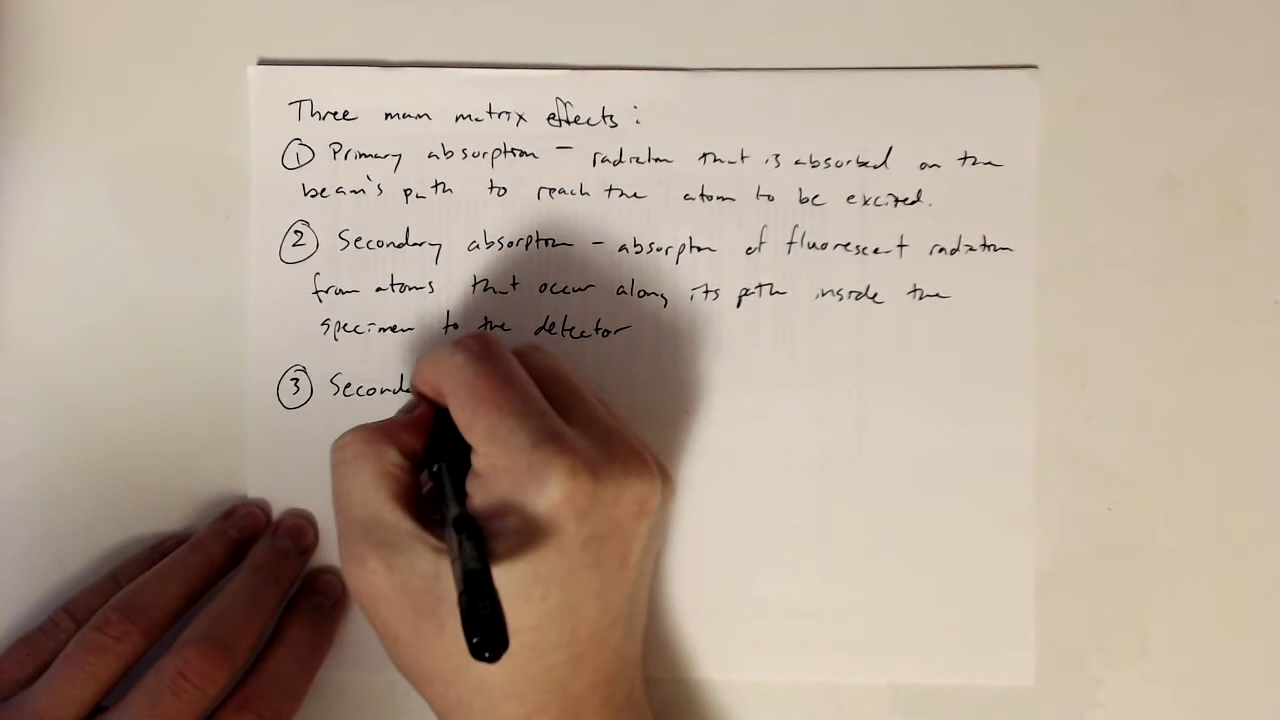 Three main matrix effects:
① Primary absorption – radiation that is absorbed on the
beam's path to reach the atom to be excited.
② Secondary absorption – absorption of fluorescent radiation
from atoms that occur along its path inside the
specimen to the detector
③ Seconda